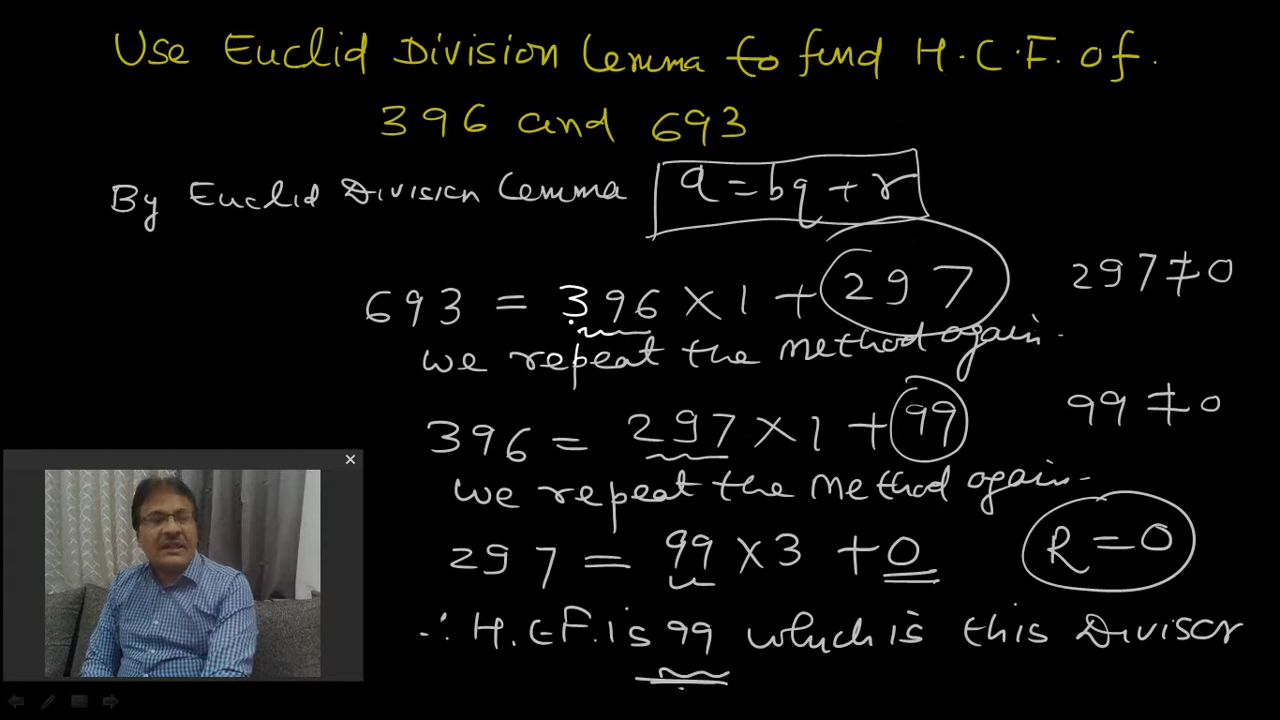 Use Euclid Division Lemma to find H.C.F. of.
396 and 693
By Euclid Division Lemma a = bq + r
693 = 396 × 1 + 297 297 ≠ 0
we repeat the method again.
396 = 297 × 1 + 99 99 ≠ 0
we repeat the method again.
297 = 99 × 3 + 0 R = 0
∴ H.C.F. is 99 which is this Divisor